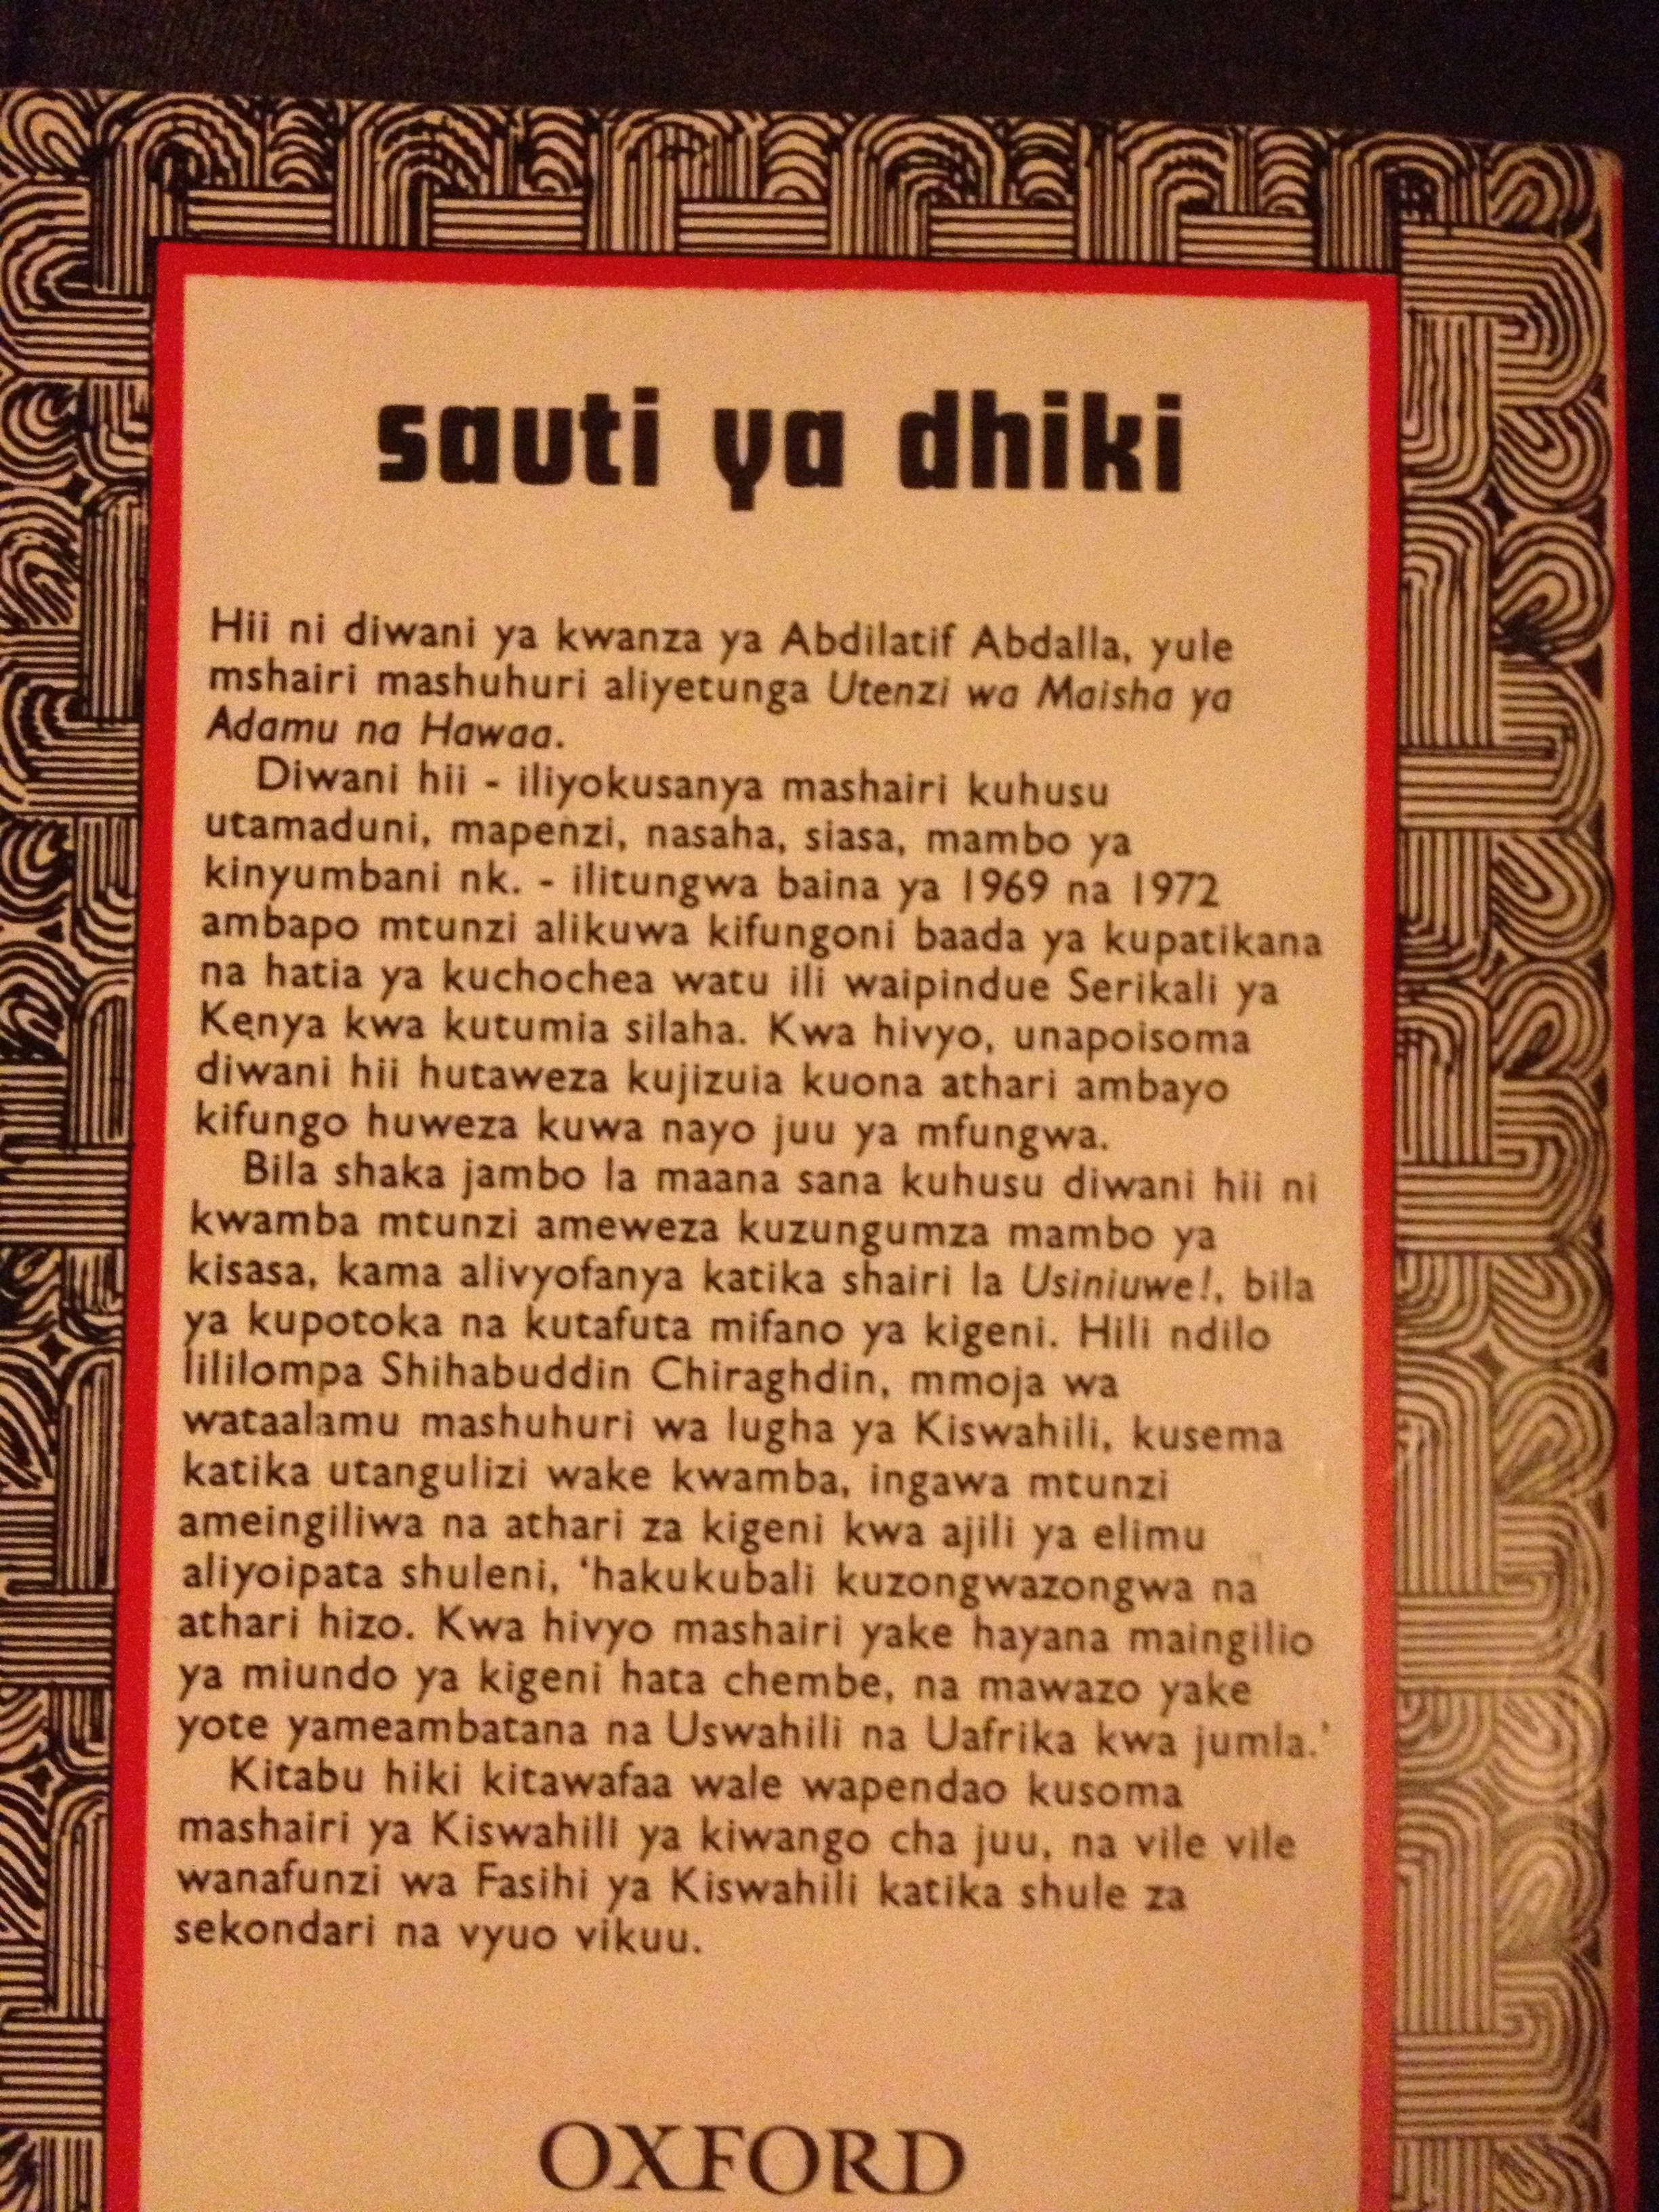 sauti ya dhiki
Hii ni diwani ya kwanza ya Abdilatif Abdalla, yule
mshairi mashuhuri aliyetunga Utenzi wa Maisha ya
Adamu na Hawaa.
Diwani hii - iliyokusanya mashairi kuhusu
utamaduni, mapenzi, nasaha, siasa, mambo ya
kinyumbani nk. - ilitungwa baina ya 1969 na 1972
ambapo mtunzi alikuwa kifungoni baada ya kupatikana
na hatia ya kuchochea watu ili waipindue Serikali ya
Kenya kwa kutumia silaha. Kwa hivyo, unapoisoma
diwani hii hutaweza kujizuia kuona athari ambayo
kifungo huweza kuwa nayo juu ya mfungwa.
Bila shaka jambo la maana sana kuhusu diwani hii ni
kwamba mtunzi ameweza kuzungumza mambo ya
kisasa, kama alivyofanya katika shairi la Usiniuwe!, bila
ya kupotoka na kutafuta mifano ya kigeni. Hili ndilo
lililompa Shihabuddin Chiraghdin, mmoja wa
wataalamu mashuhuri wa lugha ya Kiswahili, kusema
katika utangulizi wake kwamba, ingawa mtunzi
ameingiliwa na athari za kigeni kwa ajili ya elimu
aliyoipata shuleni, ‘hakukubali kuzongwazongwa na
athari hizo. Kwa hivyo mashairi yake hayana maingilio
ya miundo ya kigeni hata chembe, na mawazo yake
yote yameambatana na Uswahili na Uafrika kwa jumla.’
Kitabu hiki kitawafaa wale wapendao kusoma
mashairi ya Kiswahili ya kiwango cha juu, na vile vile
wanafunzi wa Fasihi ya Kiswahili katika shule za
sekondari na vyuo vikuu.
OXFORD